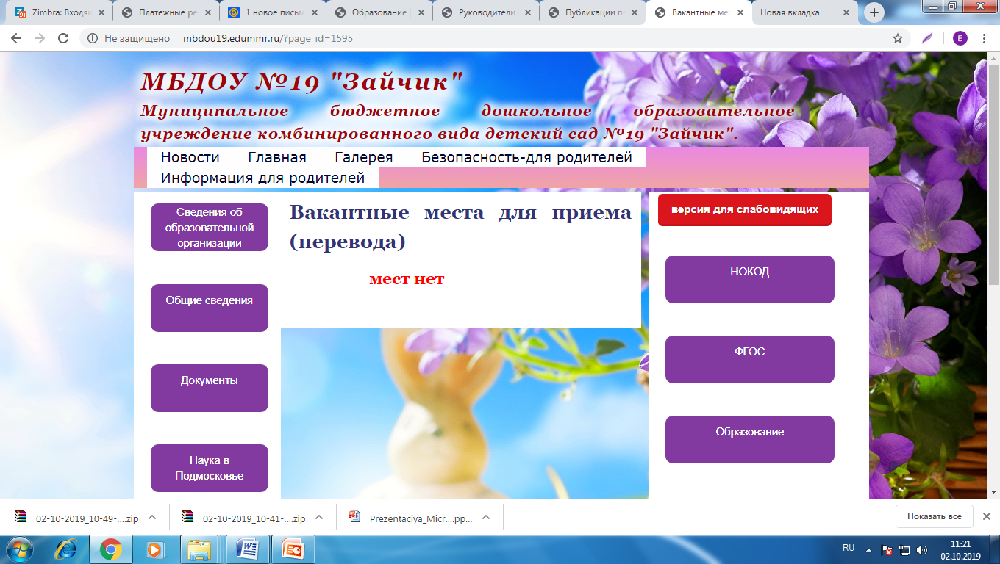 Zimbra: Входящ
Платежные ре
1 новое письм
Образование
Руководители
Публикации п
Вакантные мес
Новая вкладка
Не защищено
mbdou19.edummr.ru/?page_id=1595
E
МБДОУ №19 "Зайчик"
Муниципальное бюджетное дошкольное образовательное
учреждение комбинированного вида детский сад №19 "Зайчик".
Новости Главная Галерея Безопасность-для родителей
Информация для родителей
Сведения об
образовательной
организации
Общие сведения
Документы
Наука в
Подмосковье
Вакантные места для приема
(перевода)
мест нет
версия для слабовидящих
НОКОД
ФГОС
Образование
02-10-2019_10-49-....zip
02-10-2019_10-41-....zip
Prezentaciya_Micr....pp...
Показать все
RU
11:21
02.10.2019